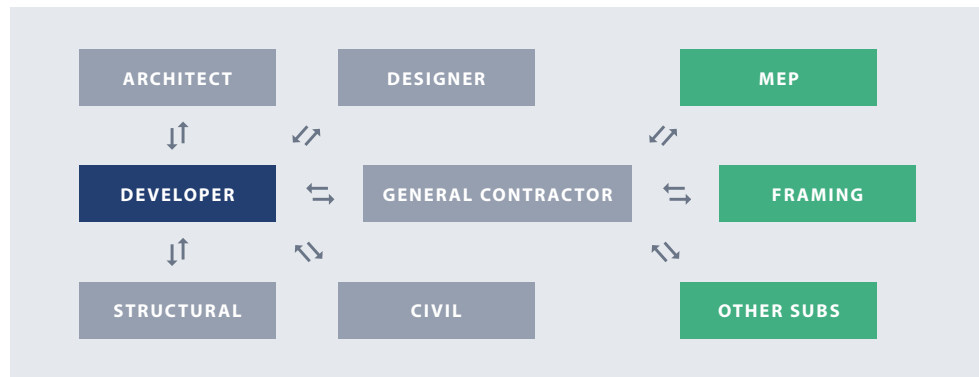 ARCHITECT
DESIGNER
MEP
DEVELOPER
GENERAL CONTRACTOR
FRAMING
STRUCTURAL
CIVIL
OTHER SUBS